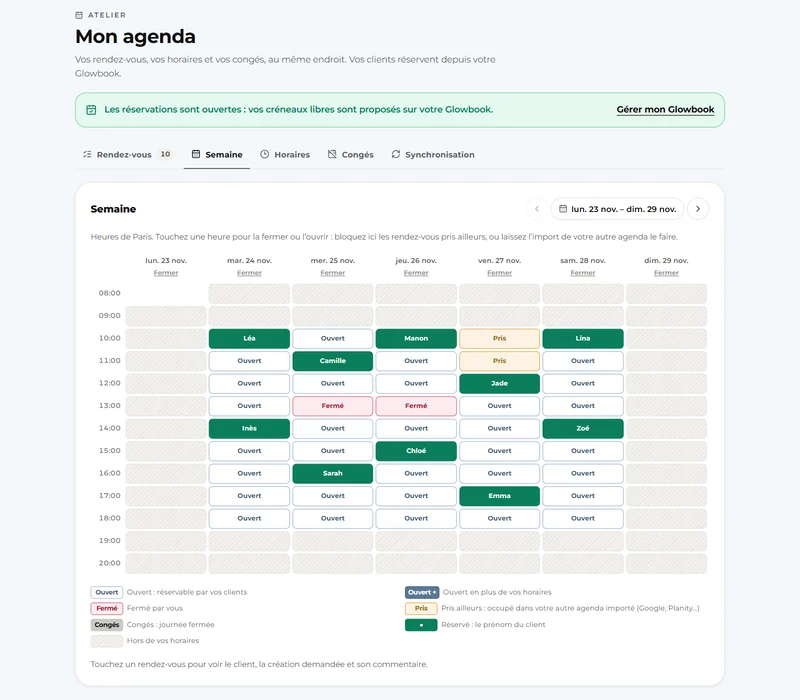 ATELIER
Mon agenda
Vos rendez-vous, vos horaires et vos congés, au même endroit. Vos clients réservent depuis votre
Glowbook.
Les réservations sont ouvertes : vos créneaux libres sont proposés sur votre Glowbook. Gérer mon Glowbook
Rendez-vous 10 Semaine Horaires Congés Synchronisation
Semaine lun. 23 nov. – dim. 29 nov.
Heures de Paris. Touchez une heure pour la fermer ou l’ouvrir : bloquez ici les rendez-vous pris ailleurs, ou laissez l’import de votre autre agenda le faire.
lun. 23 nov. mar. 24 nov. mer. 25 nov. jeu. 26 nov. ven. 27 nov. sam. 28 nov. dim. 29 nov.
Fermer Fermer Fermer Fermer Fermer Fermer Fermer
08:00
09:00
10:00 Léa Ouvert Manon Pris Lina
11:00 Ouvert Camille Ouvert Pris Ouvert
12:00 Ouvert Ouvert Ouvert Jade Ouvert
13:00 Ouvert Fermé Fermé Ouvert Ouvert
14:00 Inès Ouvert Ouvert Ouvert Zoé
15:00 Ouvert Ouvert Chloé Ouvert Ouvert
16:00 Ouvert Sarah Ouvert Ouvert Ouvert
17:00 Ouvert Ouvert Ouvert Emma Ouvert
18:00 Ouvert Ouvert Ouvert Ouvert Ouvert
19:00
20:00
Ouvert Ouvert : réservable par vos clients
Ouvert + Ouvert en plus de vos horaires
Fermé Fermé par vous
Pris Pris ailleurs : occupé dans votre autre agenda importé (Google, Planity…)
Congés Congés : journée fermée
Réservé : le prénom du client
Hors de vos horaires
Touchez un rendez-vous pour voir le client, la création demandée et son commentaire.